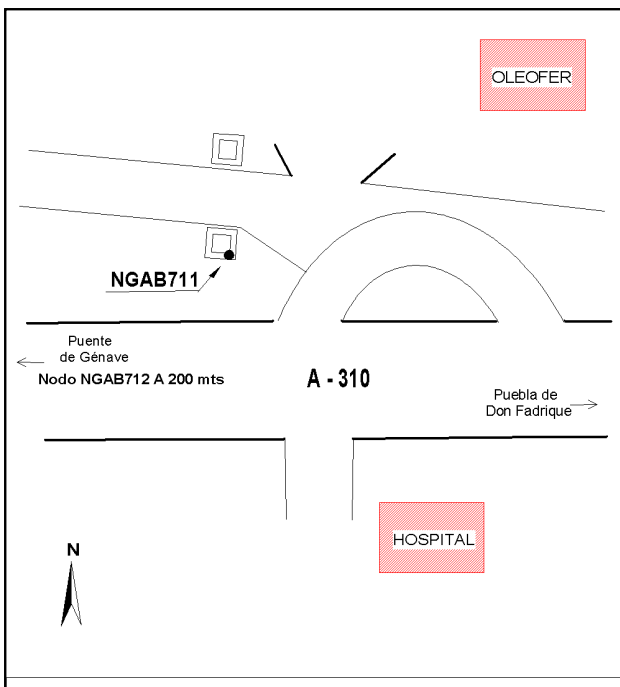 OLEOFER
NGAB711
Puente
de Génave
Nodo NGAB712 A 200 mts
A - 310
Puebla de
Don Fadrique
HOSPITAL
N